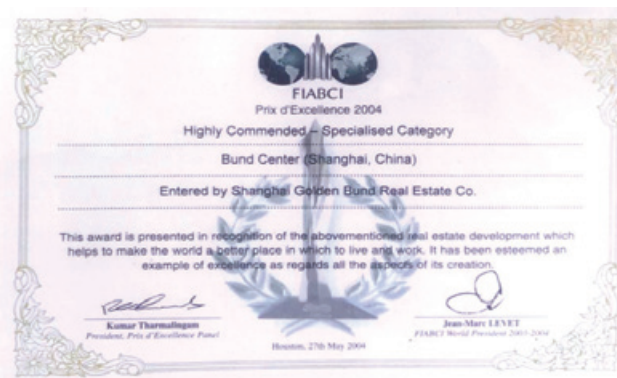 FIABCI
Prix d'Excellence 2004
Highly Commended – Specialised Category
Bund Center (Shanghai, China)
Entered by Shanghai Golden Bund Real Estate Co.
This award is presented in recognition of the abovementioned real estate development which
helps to make the world a better place in which to live and work. It has been esteemed an
example of excellence as regards all the aspects of its creation.
Kumar Tharmalingam
President, Prix d'Excellence Panel
Jean-Marc LEVET
FIABCI World President 2003-2004
Houston, 27th May 2004